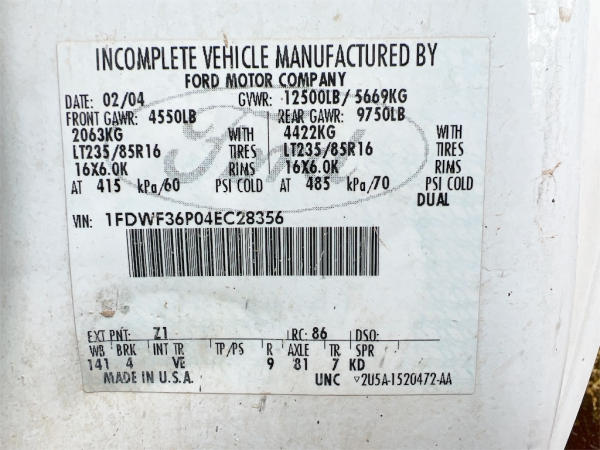 INCOMPLETE VEHICLE MANUFACTURED BY
FORD MOTOR COMPANY
DATE: 02/04 GVWR: 12500LB/ 5669KG
FRONT GAWR: 4550LB REAR GAWR: 9750LB
2063KG WITH 4422KG WITH
LT235/85R16 TIRES LT235/85R16 TIRES
16X6.0K RIMS 16X6.0K RIMS
AT 415 kPa/60 PSI COLD AT 485 kPa/70 PSI COLD
DUAL
VIN: 1FDWF36P04EC28356
EXT PNT: Z1 RC: 86 DSO:
WB BRK INT TR TP/PS R AXLE TR SPR
141 4 VE 9 81 7 KD
MADE IN U.S.A. UNC ▽2U5A-1520472-AA
Ford